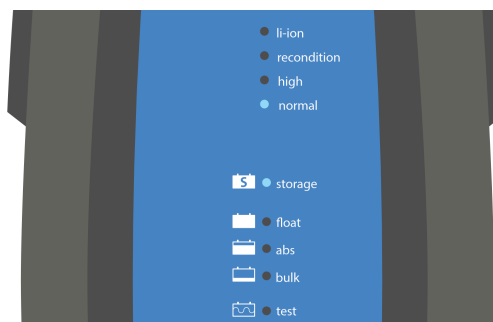 li-ion
recondition
high
normal
S storage
float
abs
bulk
test